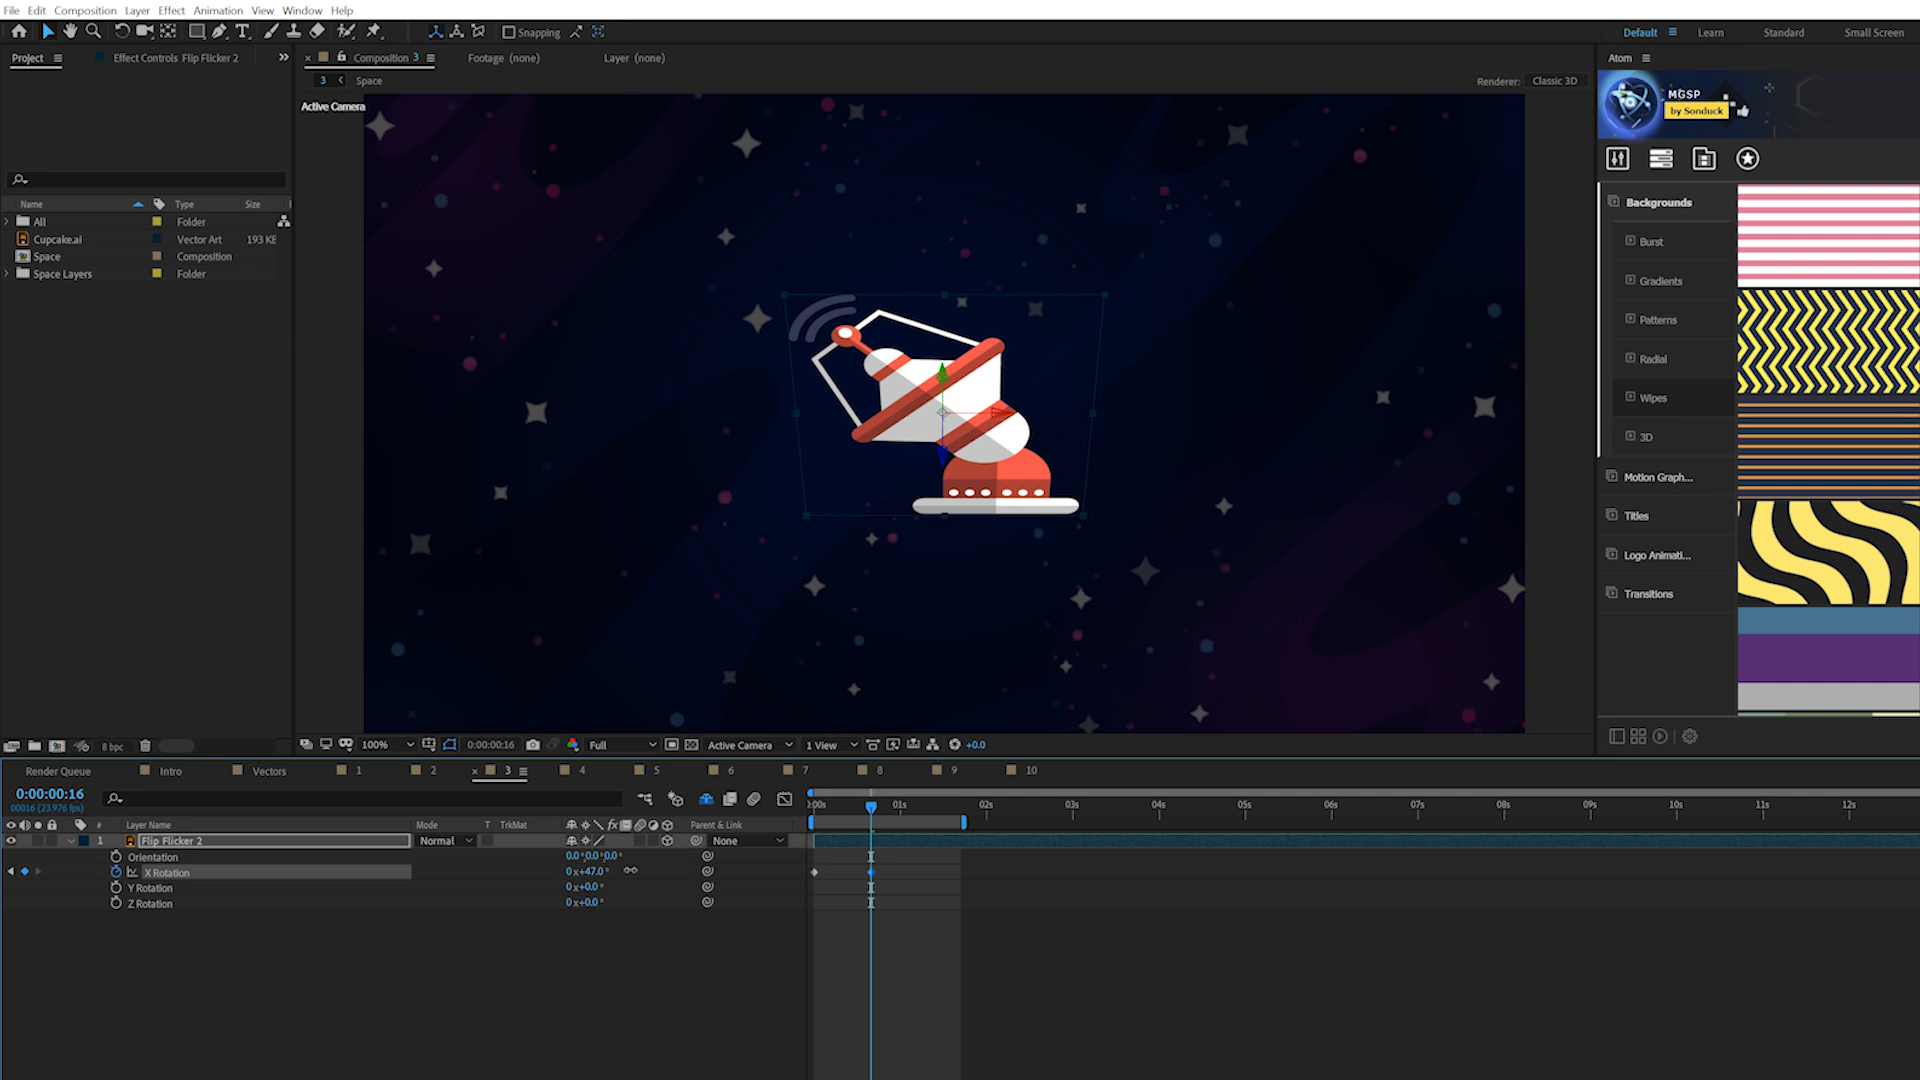 File Edit Composition Layer Effect Animation View Window Help
Snapping
Default Learn Standard Small Screen
Project Effect Controls Flip Flicker 2
Composition 3 Footage (none) Layer (none)
Atom
3 Space
Renderer: Classic 3D
Active Camera
MGSP
by Sonduck
Name Type Size
All Folder
Cupcake.ai Vector Art 193 KE
Space Composition
Space Layers Folder
Backgrounds
Burst
Gradients
Patterns
Radial
Wipes
3D
Motion Graph...
Titles
Logo Animati...
Transitions
8 bpc
100% 0:00:00:16 Full Active Camera 1 View +0.0
Render Queue Intro Vectors 1 2 3 4 5 6 7 8 9 10
0:00:00:16
00016 (23.976 fps)
:00s 01s 02s 03s 04s 05s 06s 07s 08s 09s 10s 11s 12s
# Layer Name Mode T TrkMat fx Parent & Link
1 Flip Flicker 2 Normal None
Orientation 0.0°,0.0°,0.0°
X Rotation 0x+47.0°
Y Rotation 0x+0.0°
Z Rotation 0x+0.0°